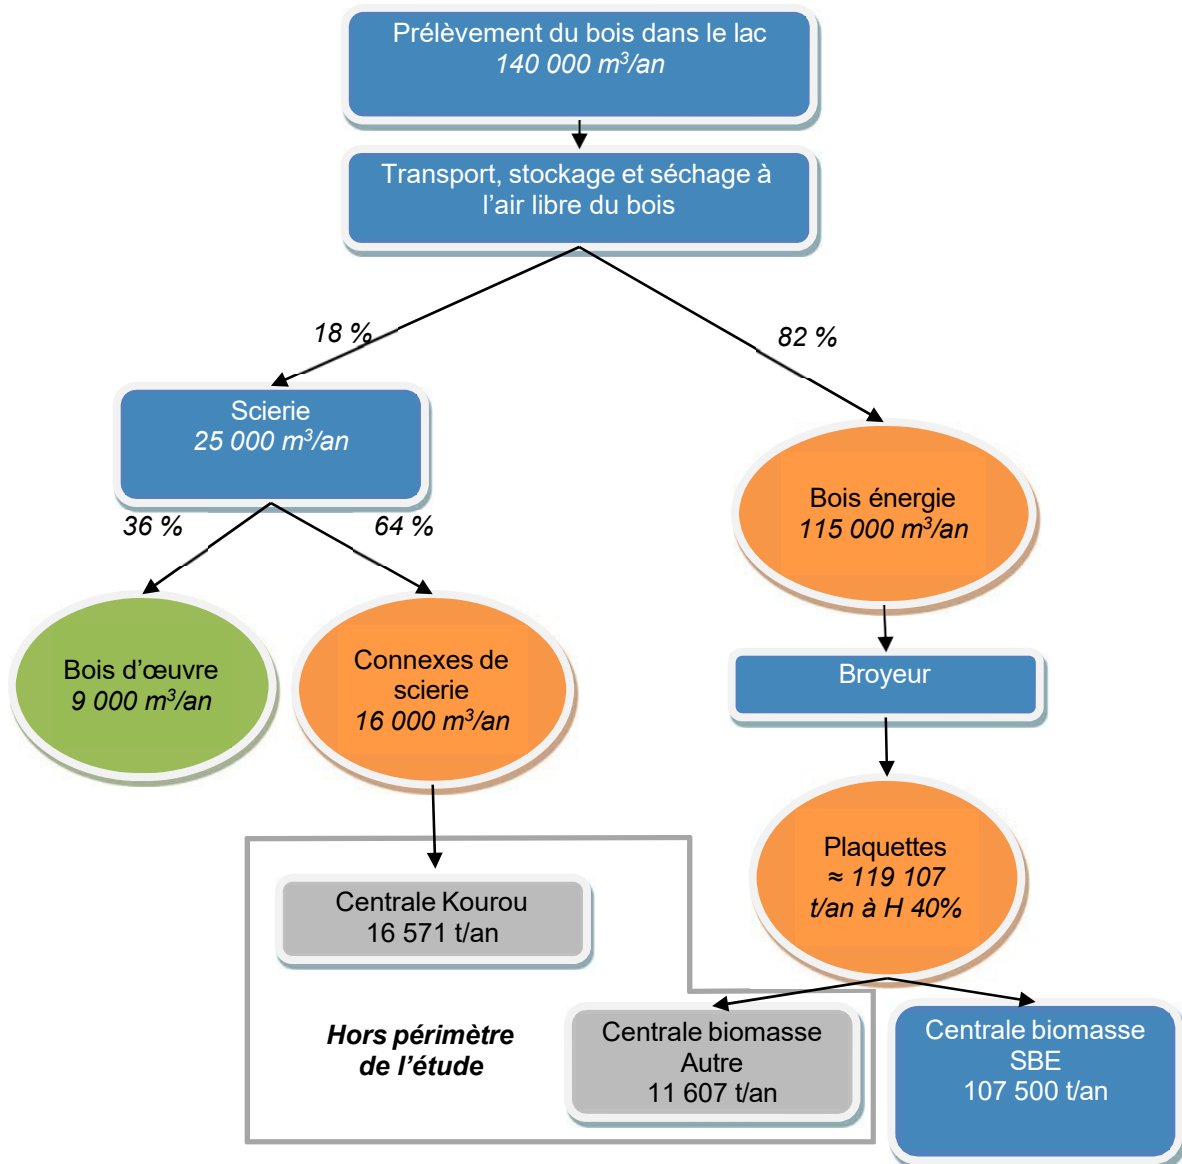 Prélèvement du bois dans le lac
140 000 m³/an
Transport, stockage et séchage à
l’air libre du bois
18 %
82 %
Scierie
25 000 m³/an
Bois énergie
115 000 m³/an
36 %
64 %
Bois d’œuvre
9 000 m³/an
Connexes de
scierie
16 000 m³/an
Broyeur
Plaquettes
≈ 119 107
t/an à H 40%
Centrale Kourou
16 571 t/an
Hors périmètre
de l’étude
Centrale biomasse
Autre
11 607 t/an
Centrale biomasse
SBE
107 500 t/an